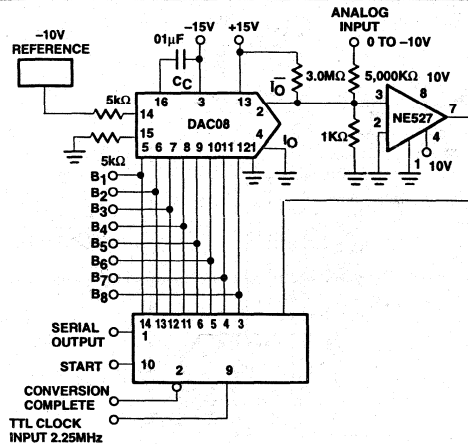 ANALOG
INPUT
–10V
REFERENCE
–15V
+15V
0 TO –10V
01µF
CC
IO
3.0MΩ
5,000KΩ
10V
16
3
13
8
5kΩ
14
DAC08
2
3
NE527
7
15
4
IO
1KΩ
2
4
5kΩ
5 6 7 8 9 10 11 12 1
1
10V
B1
B2
B3
B4
B5
B6
B7
B8
14 13 12 11 6 5 4 3
SERIAL
OUTPUT
1
START
10
2
9
CONVERSION
COMPLETE
TTL CLOCK
INPUT 2.25MHz